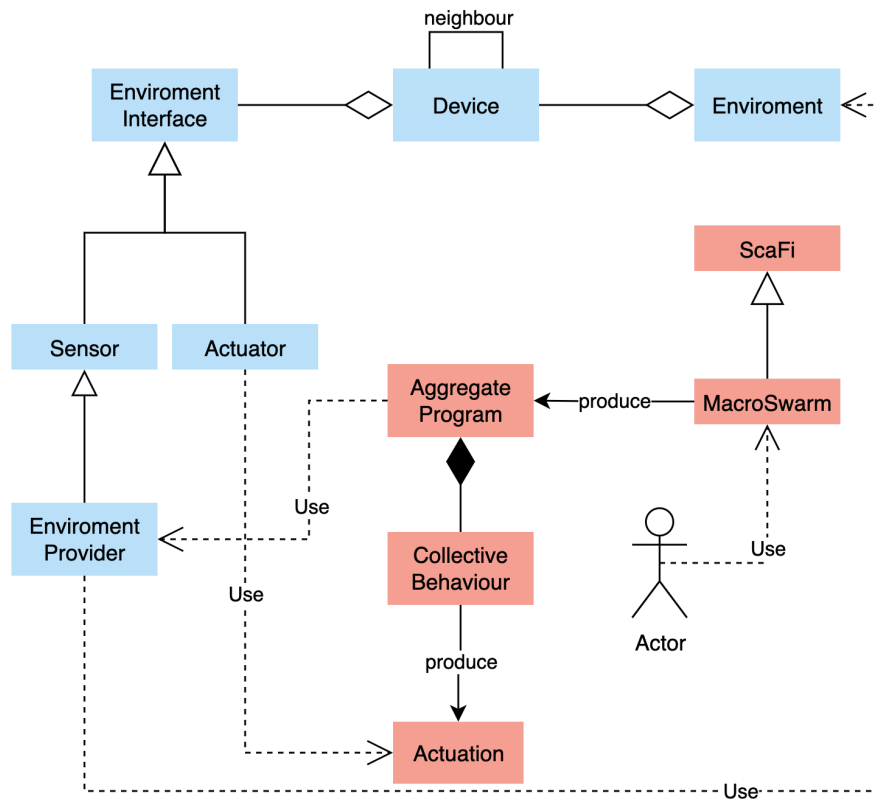 neighbour
Enviroment
Interface
Device
Enviroment
ScaFi
Sensor
Actuator
Aggregate
Program
produce
MacroSwarm
Use
Enviroment
Provider
Collective
Behaviour
Use
Use
Actor
produce
Actuation
Use